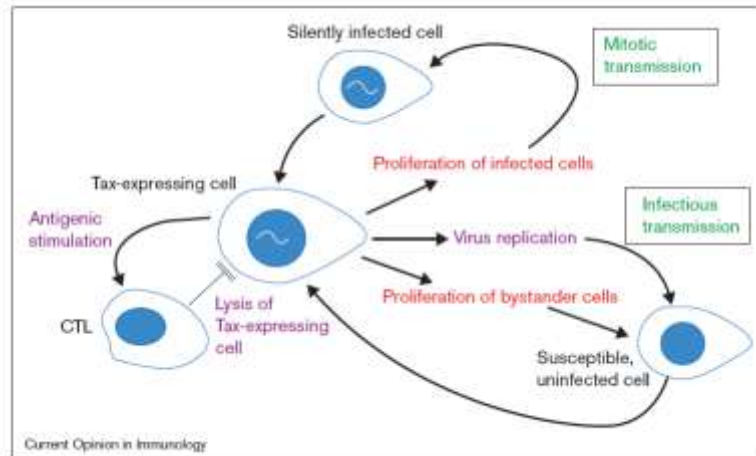 Silently infected cell
Mitotic
transmission
Proliferation of infected cells
Tax-expressing cell
Antigenic
stimulation
Infectious
transmission
Virus replication
Proliferation of bystander cells
CTL
Lysis of
Tax-expressing
cell
Susceptible,
uninfected cell
Current Opinion in Immunology